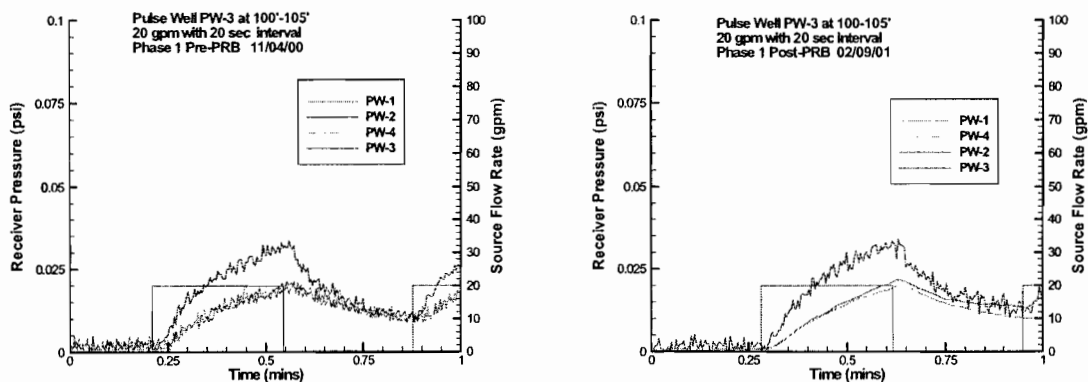 Pulse Well PW-3 at 100'-105'
20 gpm with 20 sec interval
Phase 1 Pre-PRB 11/04/00
PW-1
PW-2
PW-4
PW-3
Receiver Pressure (psi)
0.1
0.075
0.05
0.025
0
Source Flow Rate (gpm)
100
90
80
70
60
50
40
30
20
10
0
0
0.25
0.5
0.75
1
Time (mins)
Pulse Well PW-3 at 100-105'
20 gpm with 20 sec Interval
Phase 1 Post-PRB 02/09/01
PW-1
PW-4
PW-2
PW-3
Receiver Pressure (psi)
0.1
0.075
0.05
0.025
0
Source Flow Rate (gpm)
100
90
80
70
60
50
40
30
20
10
0
0
0.25
0.5
0.75
1
Time (mins)